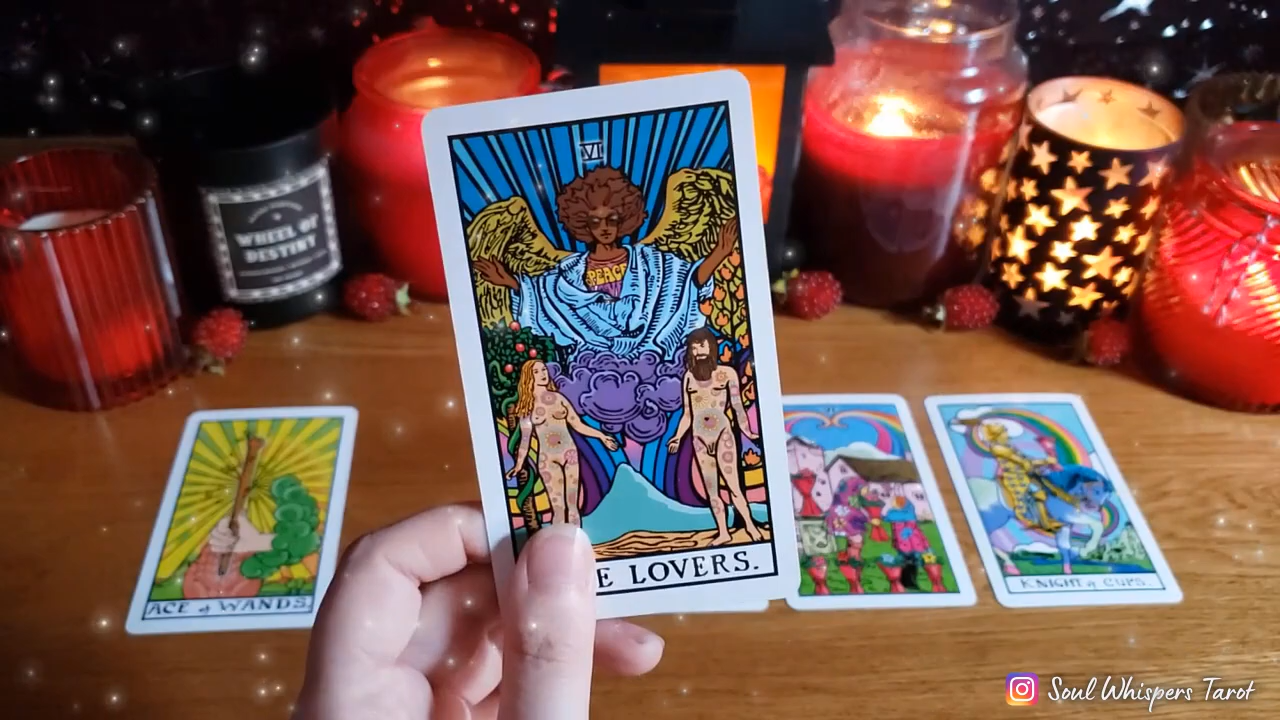 VI
PEACE
WHEEL OF
DESTINY
E LOVERS.
ACE of WANDS.
KNIGHT of CUPS.
Soul Whispers Tarot